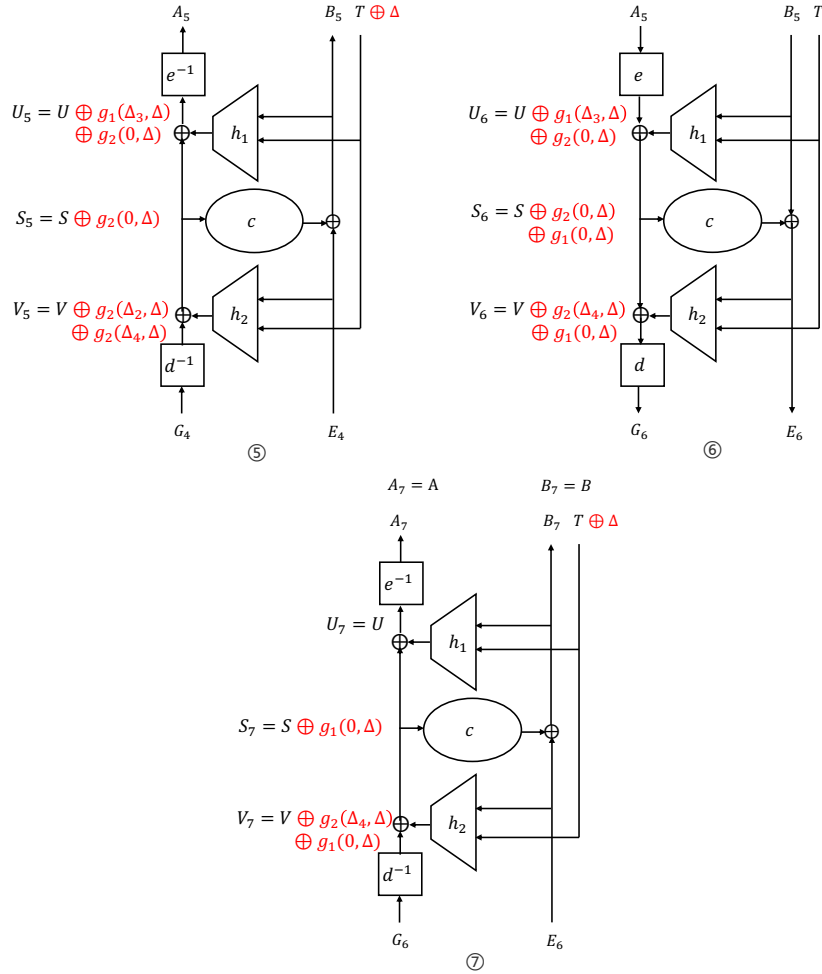 A₅ B₅ T ⊕ Δ
e⁻¹
U₅ = U ⊕ g₁(Δ₃, Δ)
⊕ g₂(0, Δ)
h₁
S₅ = S ⊕ g₂(0, Δ)
c
V₅ = V ⊕ g₂(Δ₂, Δ)
⊕ g₂(Δ₄, Δ)
h₂
d⁻¹
G₄ E₄
⑤
A₅ B₅ T
e
U₆ = U ⊕ g₁(Δ₃, Δ)
⊕ g₂(0, Δ)
h₁
S₆ = S ⊕ g₂(0, Δ)
⊕ g₁(0, Δ)
c
V₆ = V ⊕ g₂(Δ₄, Δ)
⊕ g₁(0, Δ)
h₂
d
G₆ E₆
⑥
A₇ = A B₇ = B
A₇ B₇ T ⊕ Δ
e⁻¹
U₇ = U
h₁
S₇ = S ⊕ g₁(0, Δ)
c
V₇ = V ⊕ g₂(Δ₄, Δ)
⊕ g₁(0, Δ)
h₂
d⁻¹
G₆ E₆
⑦